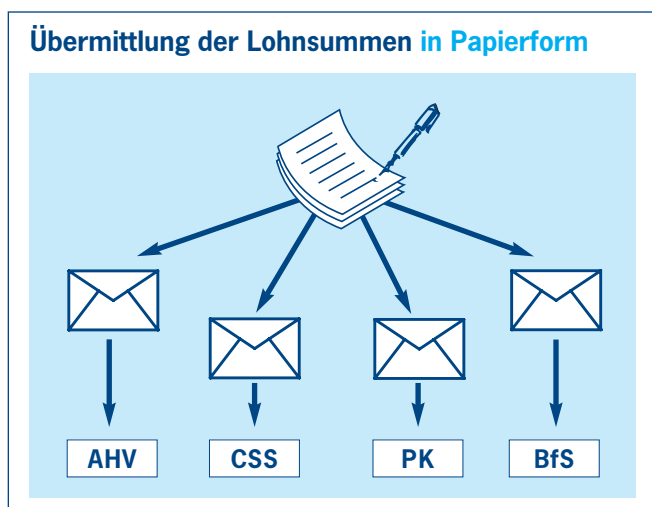 Übermittlung der Lohnsummen in Papierform
AHV
CSS
PK
BfS